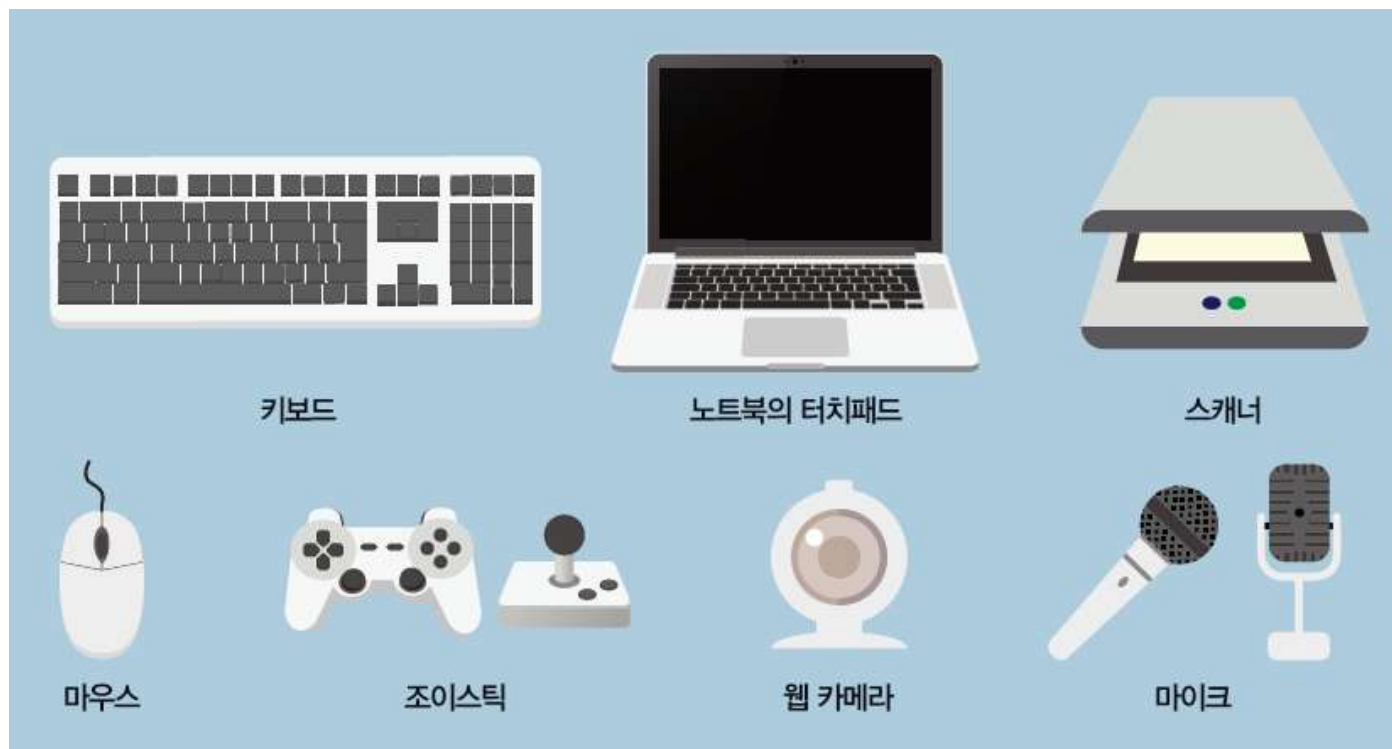 키보드
노트북의 터치패드
스캐너
마우스
조이스틱
웹 카메라
마이크